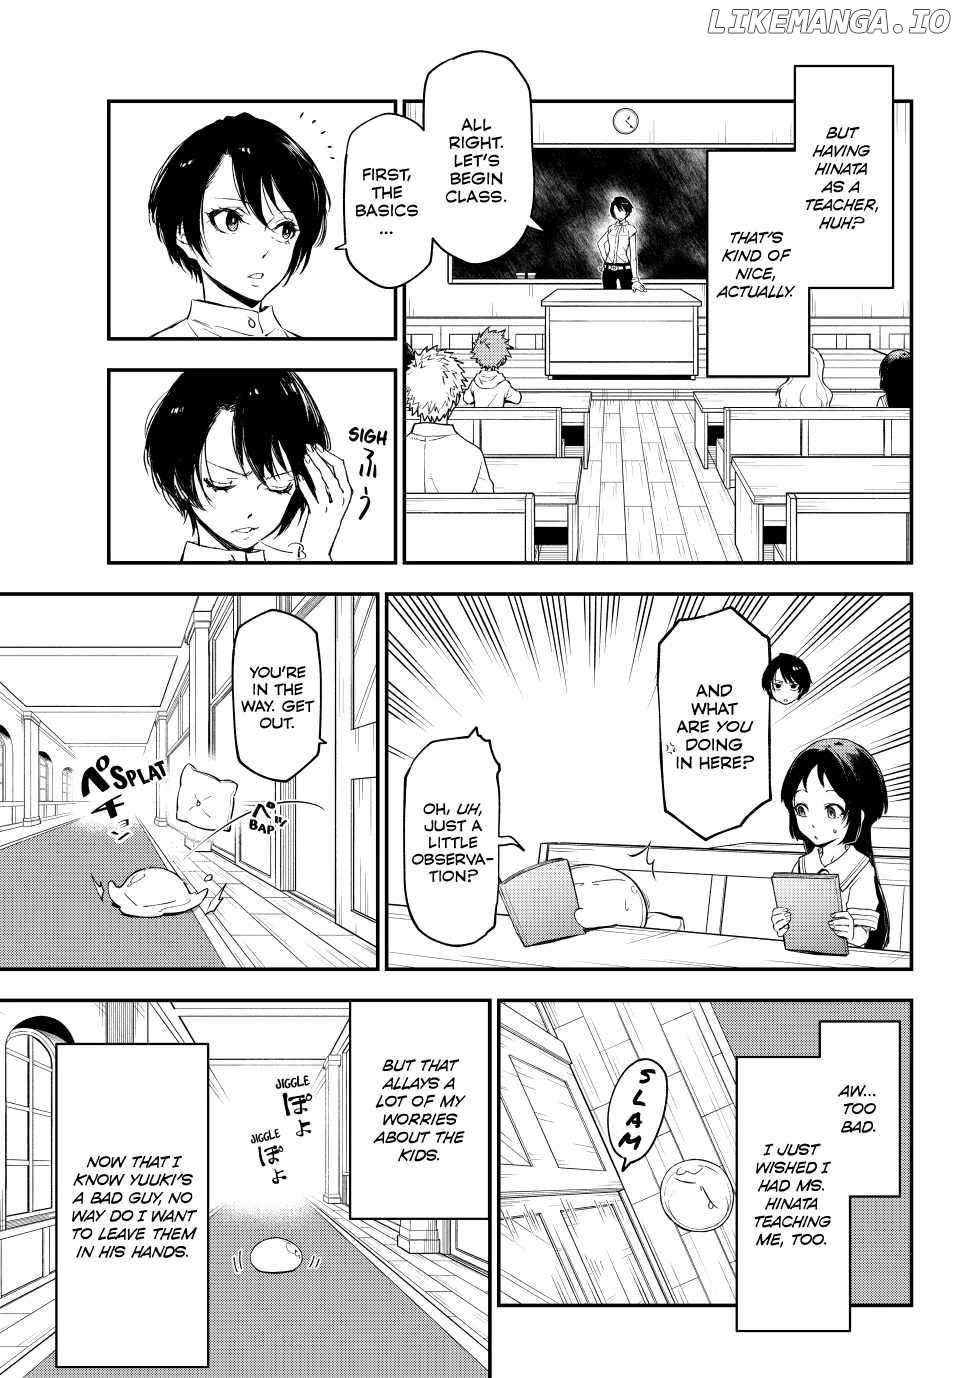 LIKEMANGA.IO
BUT
HAVING
HINATA
AS A
TEACHER,
HUH?
THAT'S
KIND OF
NICE,
ACTUALLY.
ALL
RIGHT.
LET'S
BEGIN
CLASS.
FIRST,
THE
BASICS
...
SIGH
ふぅ
AND
WHAT
ARE YOU
DOING
IN HERE?
OH, UH,
JUST A
LITTLE
OBSERVA-
TION?
YOU'RE
IN THE
WAY. GET
OUT.
ペチョン
SPLAT
ペ
BAP
AW...
TOO
BAD.
I JUST
WISHED I
HAD MS.
HINATA
TEACHING
ME, TOO.
SLAM
BUT THAT
ALLAYS A
LOT OF MY
WORRIES
ABOUT THE
KIDS.
JIGGLE
ぽよ
JIGGLE
ぽよ
NOW THAT I
KNOW YUUKI'S
A BAD GUY, NO
WAY DO I WANT
TO LEAVE THEM
IN HIS HANDS.